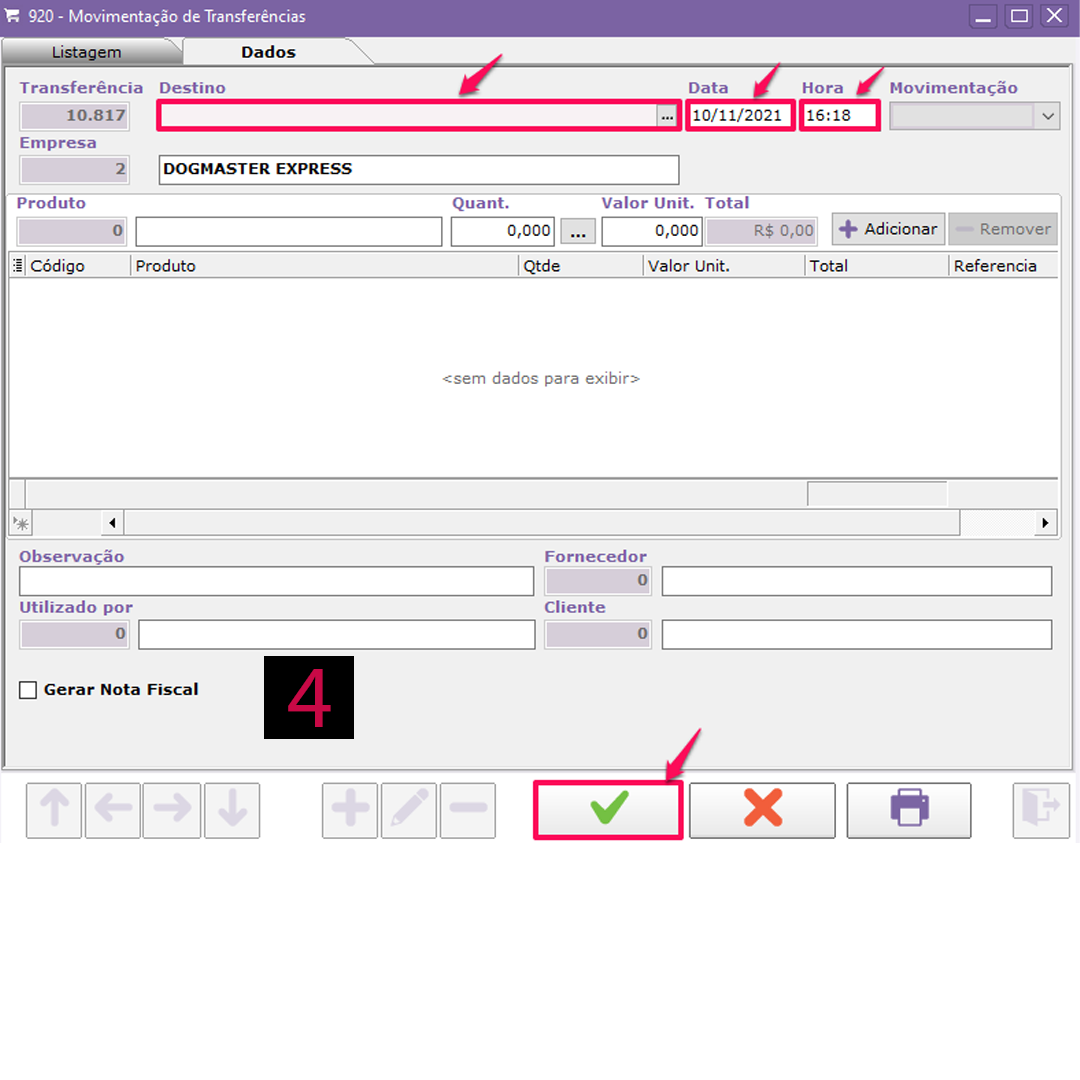 920 - Movimentação de Transferências
Listagem Dados
Transferência Destino Data Hora Movimentação
10.817 ... 10/11/2021 16:18
Empresa
2 DOGMASTER EXPRESS
Produto Quant. Valor Unit. Total
0 0,000 ... 0,000 R$ 0,00 Adicionar Remover
Código Produto Qtde Valor Unit. Total Referencia
<sem dados para exibir>
Observação Fornecedor
0
Utilizado por Cliente
0 0
Gerar Nota Fiscal
4